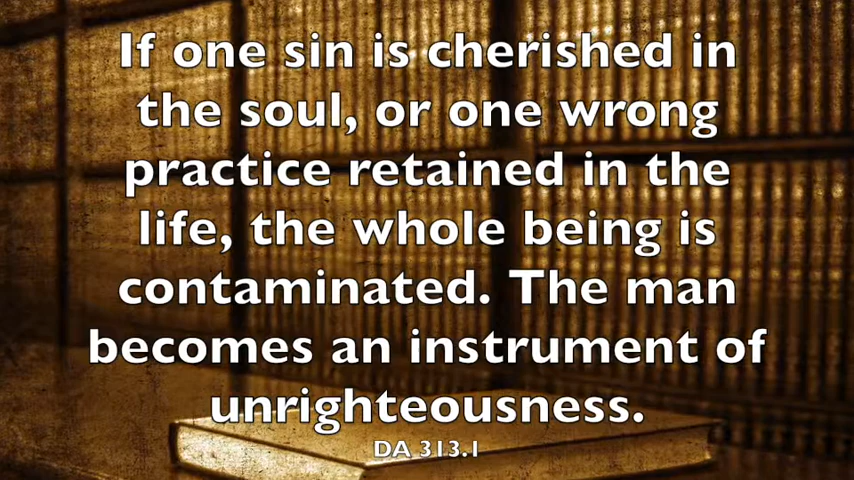 If one sin is cherished in
the soul, or one wrong
practice retained in the
life, the whole being is
contaminated. The man
becomes an instrument of
unrighteousness.
DA 313.1